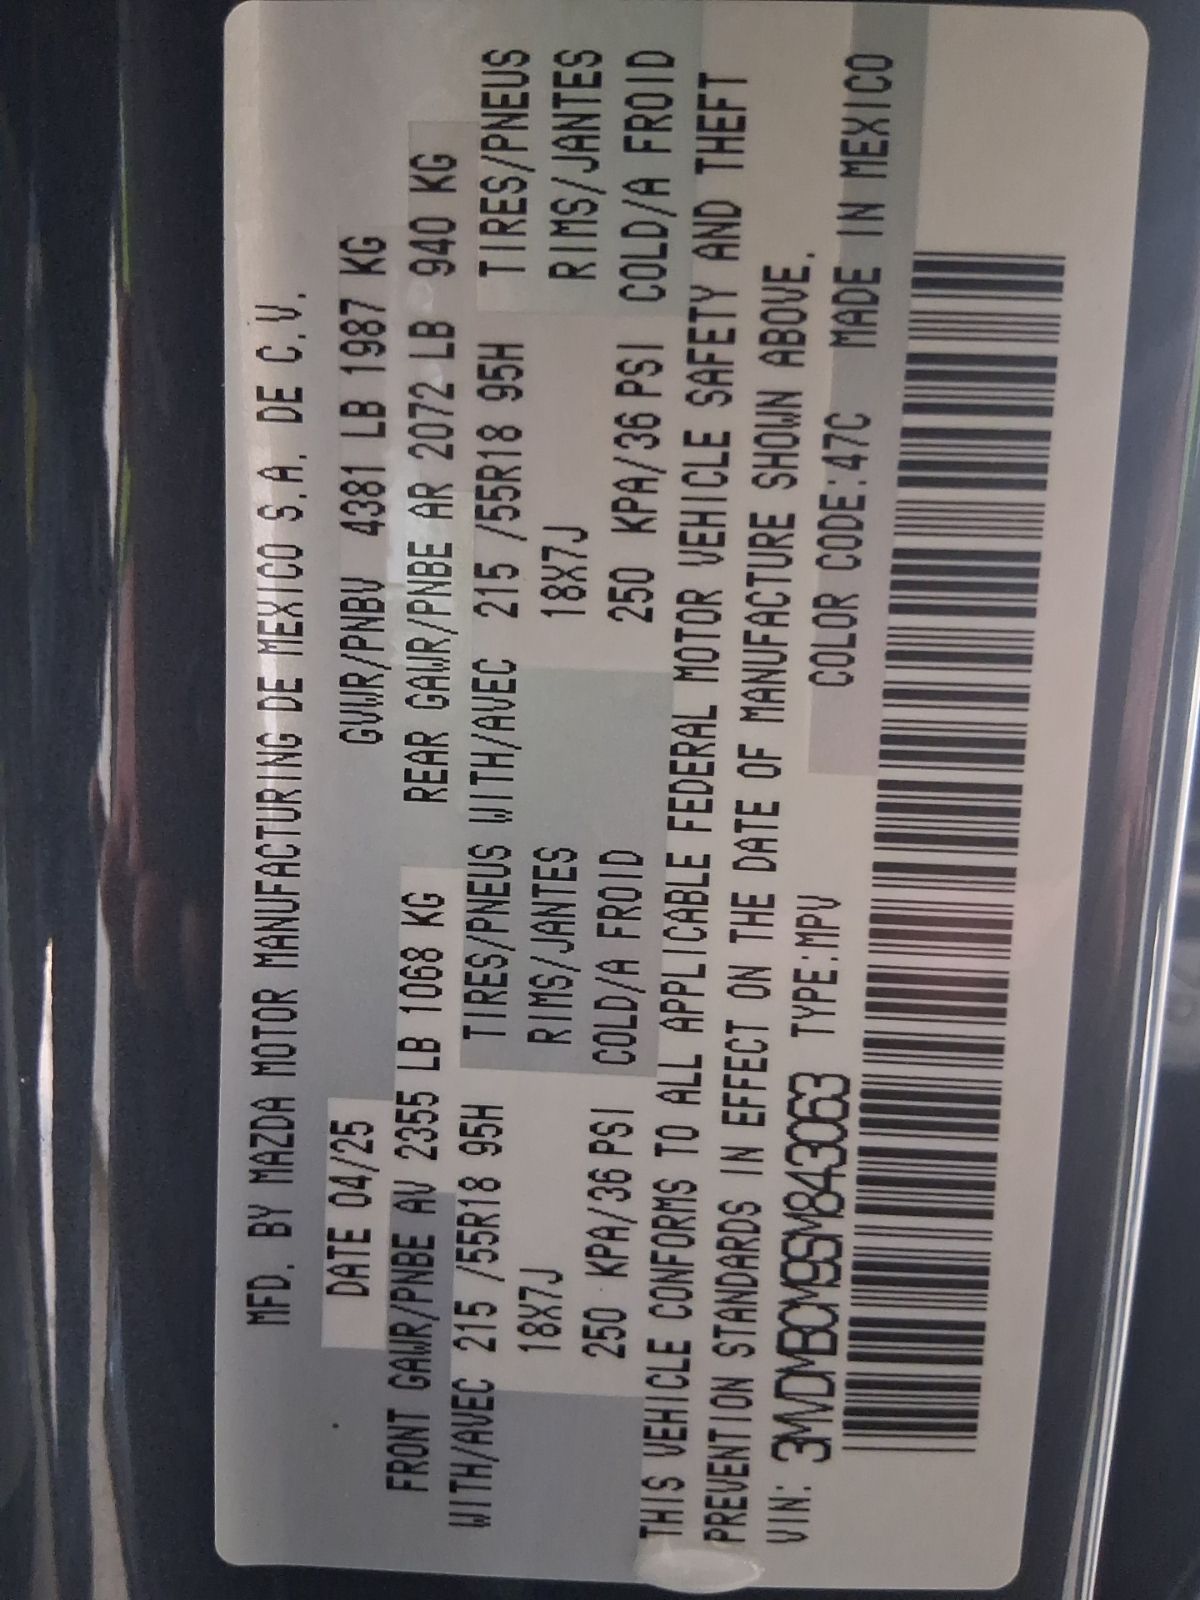 MFD. BY MAZDA MOTOR MANUFACTURING DE MEXICO S.A. DE C.V.
DATE 04/25 GVWR/PNBV 4381 LB 1987 KG
FRONT GAWR/PNBE AV 2355 LB 1068 KG REAR GAWR/PNBE AR 2072 LB 940 KG
WITH/AVEC 215 /55R18 95H TIRES/PNEUS WITH/AVEC 215 /55R18 95H TIRES/PNEUS
18X7J RIMS/JANTES 18X7J RIMS/JANTES
250 KPA/36 PSI COLD/A FROID 250 KPA/36 PSI COLD/A FROID
THIS VEHICLE CONFORMS TO ALL APPLICABLE FEDERAL MOTOR VEHICLE SAFETY AND THEFT
PREVENTION STANDARDS IN EFFECT ON THE DATE OF MANUFACTURE SHOWN ABOVE.
VIN: 3MVDMBCM9SM843063 TYPE:MPV COLOR CODE:47C MADE IN MEXICO